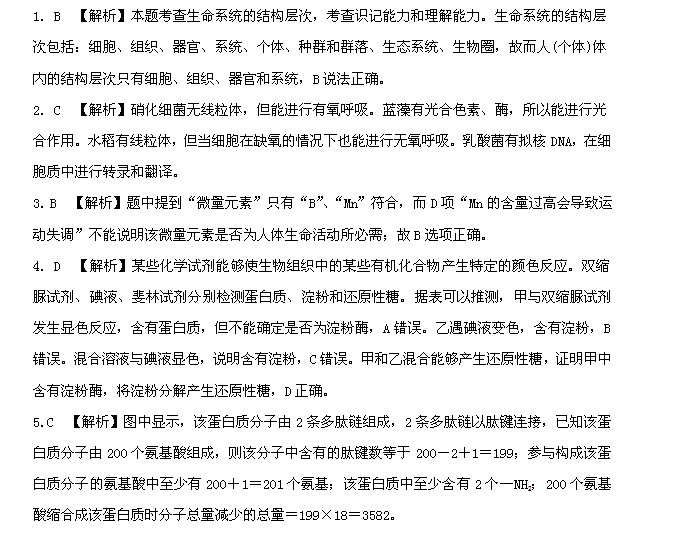 1. B 【解析】本题考查生命系统的结构层次，考查识记能力和理解能力。生命系统的结构层
次包括：细胞、组织、器官、系统、个体、种群和群落、生态系统、生物圈，故而人(个体)体
内的结构层次只有细胞、组织、器官和系统，B说法正确。
2. C 【解析】硝化细菌无线粒体，但能进行有氧呼吸。蓝藻有光合色素、酶，所以能进行光
合作用。水稻有线粒体，但当细胞在缺氧的情况下也能进行无氧呼吸。乳酸菌有拟核DNA，在细
胞质中进行转录和翻译。
3. B 【解析】题中提到“微量元素”只有“B”、“Mn”符合，而D项“Mn的含量过高会导致运
动失调”不能说明该微量元素是否为人体生命活动所必需；故B选项正确。
4. D 【解析】某些化学试剂能够使生物组织中的某些有机化合物产生特定的颜色反应。双缩
脲试剂、碘液、斐林试剂分别检测蛋白质、淀粉和还原性糖。据表可以推测，甲与双缩脲试剂
发生显色反应，含有蛋白质，但不能确定是否为淀粉酶，A错误。乙遇碘液变色，含有淀粉，B
错误。混合溶液与碘液显色，说明含有淀粉，C错误。甲和乙混合能够产生还原性糖，证明甲中
含有淀粉酶，将淀粉分解产生还原性糖，D正确。
5.C 【解析】图中显示，该蛋白质分子由2条多肽链组成，2条多肽链以肽键连接，已知该蛋
白质分子由200个氨基酸组成，则该分子中含有的肽键数等于200－2＋1＝199；参与构成该蛋
白质分子的氨基酸中至少有200＋1＝201个氨基；该蛋白质中至少含有2个—NH₂；200个氨基
酸缩合成该蛋白质时分子总量减少的总量＝199×18＝3582。